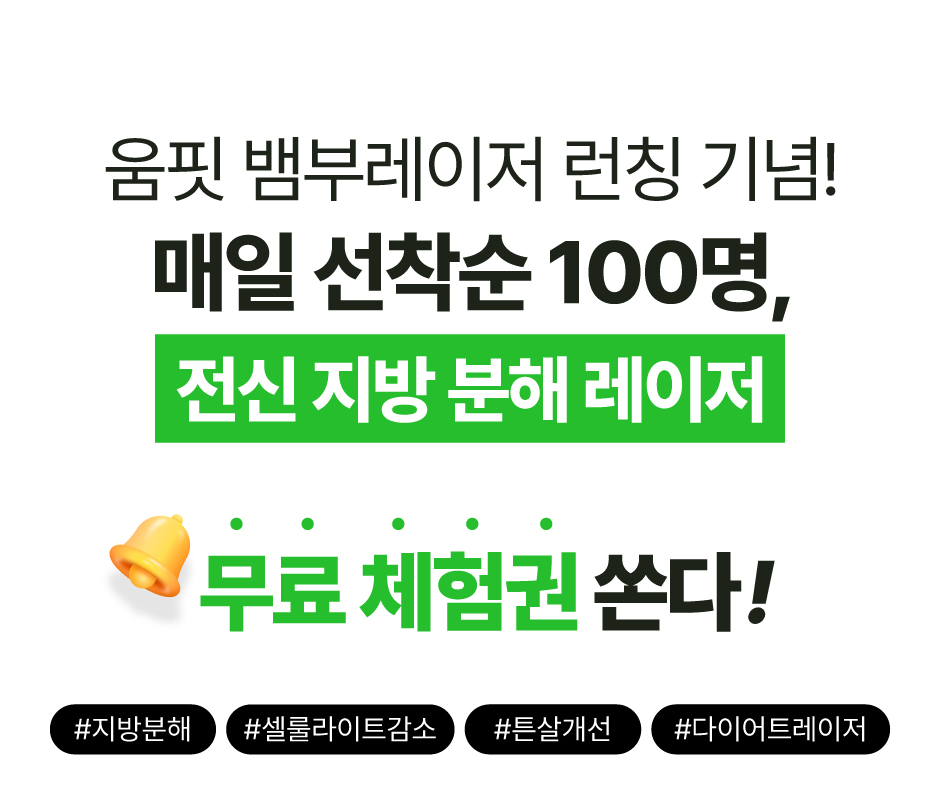 움핏 뱀부레이저 런칭 기념!
매일 선착순 100명,
전신 지방 분해 레이저
무료 체험권 쏜다!
#지방분해 #셀룰라이트감소 #튼살개선 #다이어트레이저